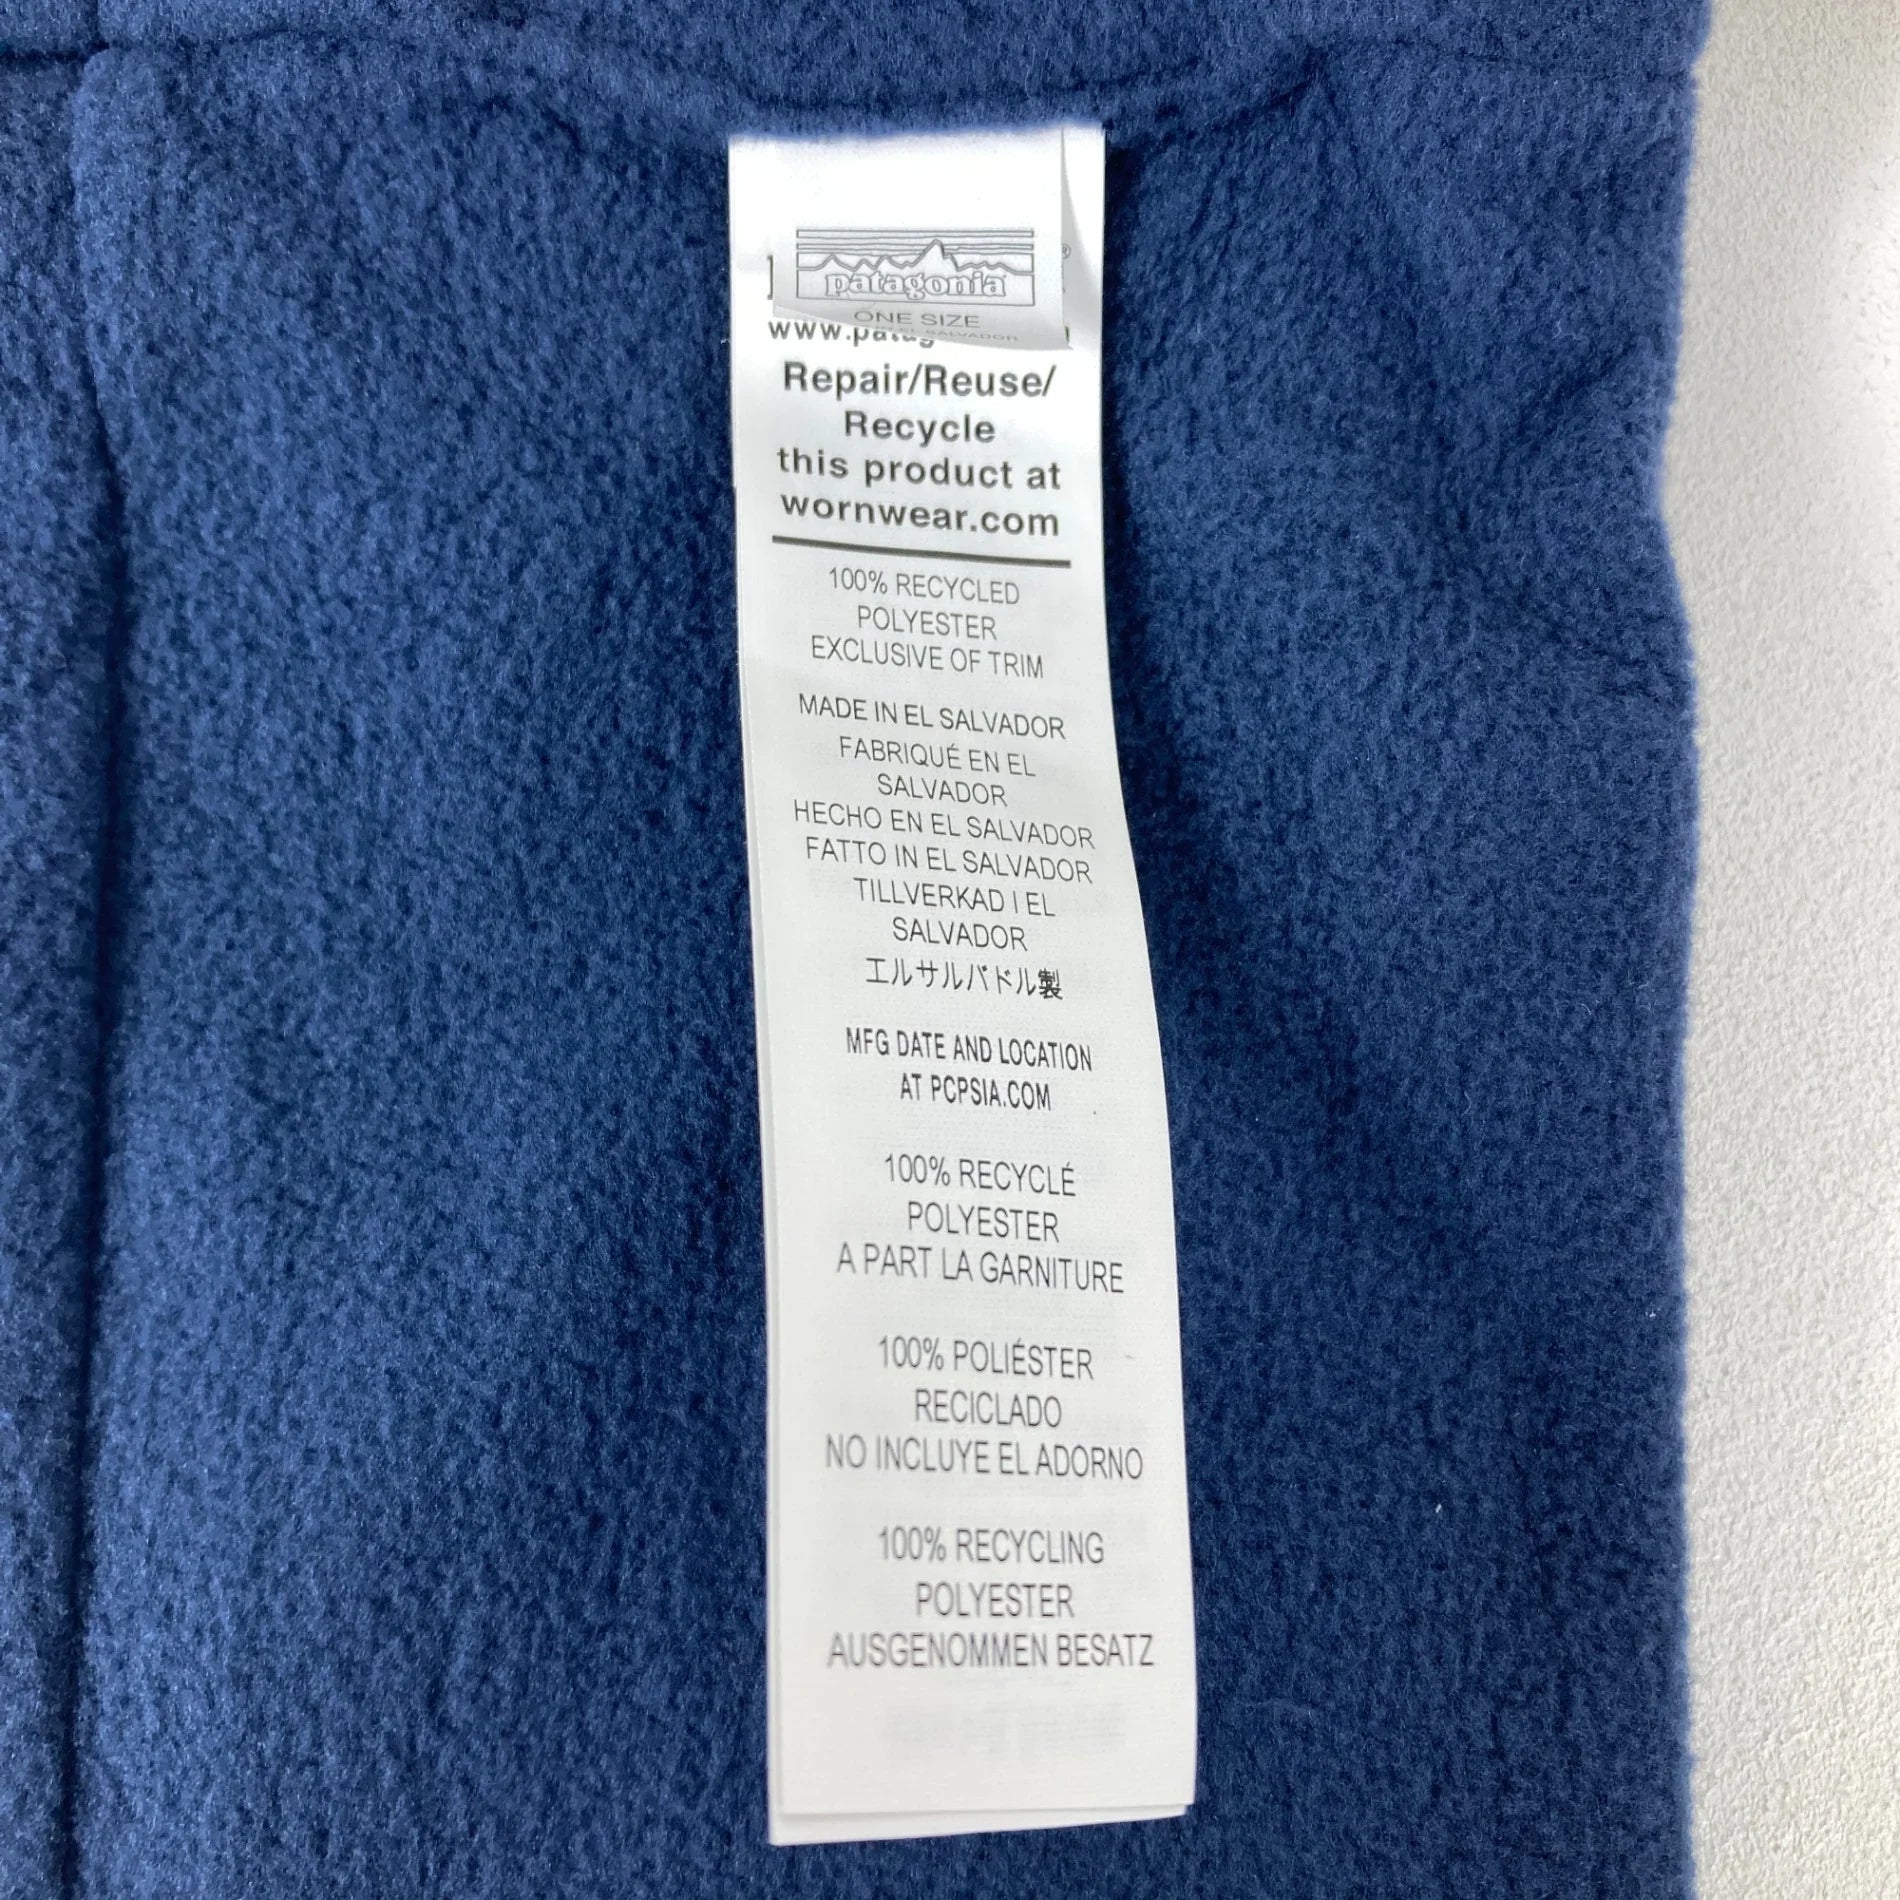 patagonia
ONE SIZE
EL SALVADOR
Repair/Reuse/
Recycle
this product at
wornwear.com
100% RECYCLED
POLYESTER
EXCLUSIVE OF TRIM
MADE IN EL SALVADOR
FABRIQUÉ EN EL
SALVADOR
HECHO EN EL SALVADOR
FATTO IN EL SALVADOR
TILLVERKAD I EL
SALVADOR
エルサルバドル製
MFG DATE AND LOCATION
AT PCPSIA.COM
100% RECYCLÉ
POLYESTER
A PART LA GARNITURE
100% POLIÉSTER
RECICLADO
NO INCLUYE EL ADORNO
100% RECYCLING
POLYESTER
AUSGENOMMEN BESATZ